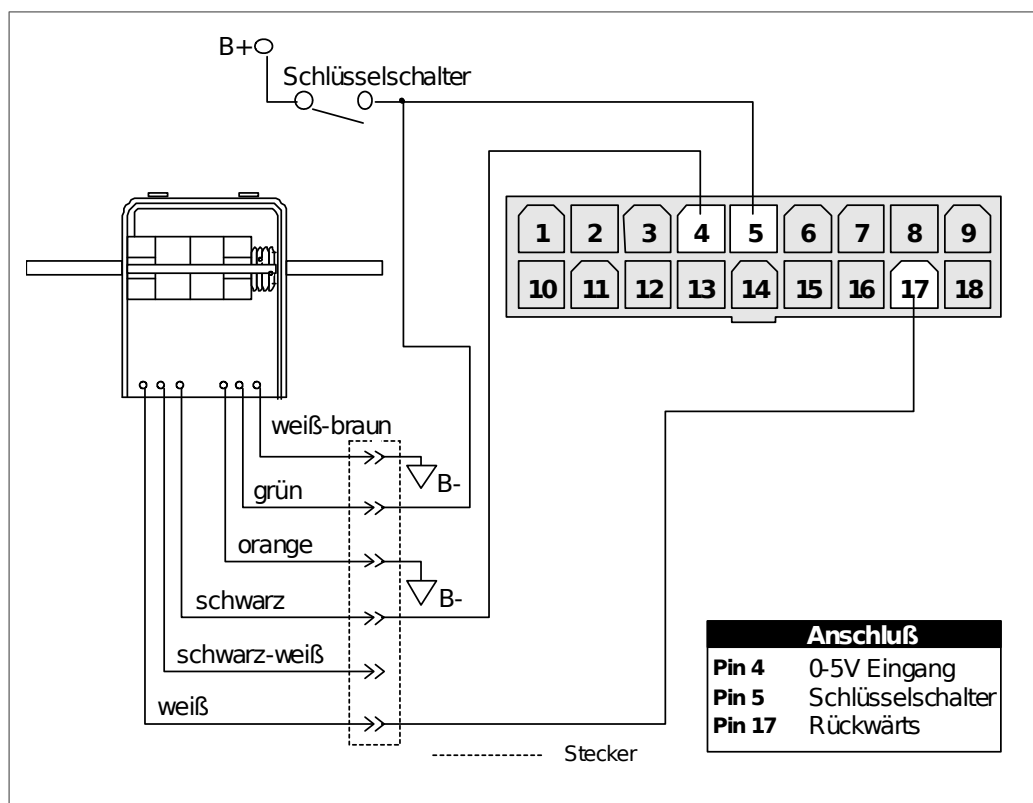 B+
Schlüsselschalter
1 2 3 4 5 6 7 8 9
10 11 12 13 14 15 16 17 18
weiß-braun
B-
grün
orange
B-
schwarz
schwarz-weiß
weiß
Stecker
Anschluß
Pin 4 0-5V Eingang
Pin 5 Schlüsselschalter
Pin 17 Rückwärts